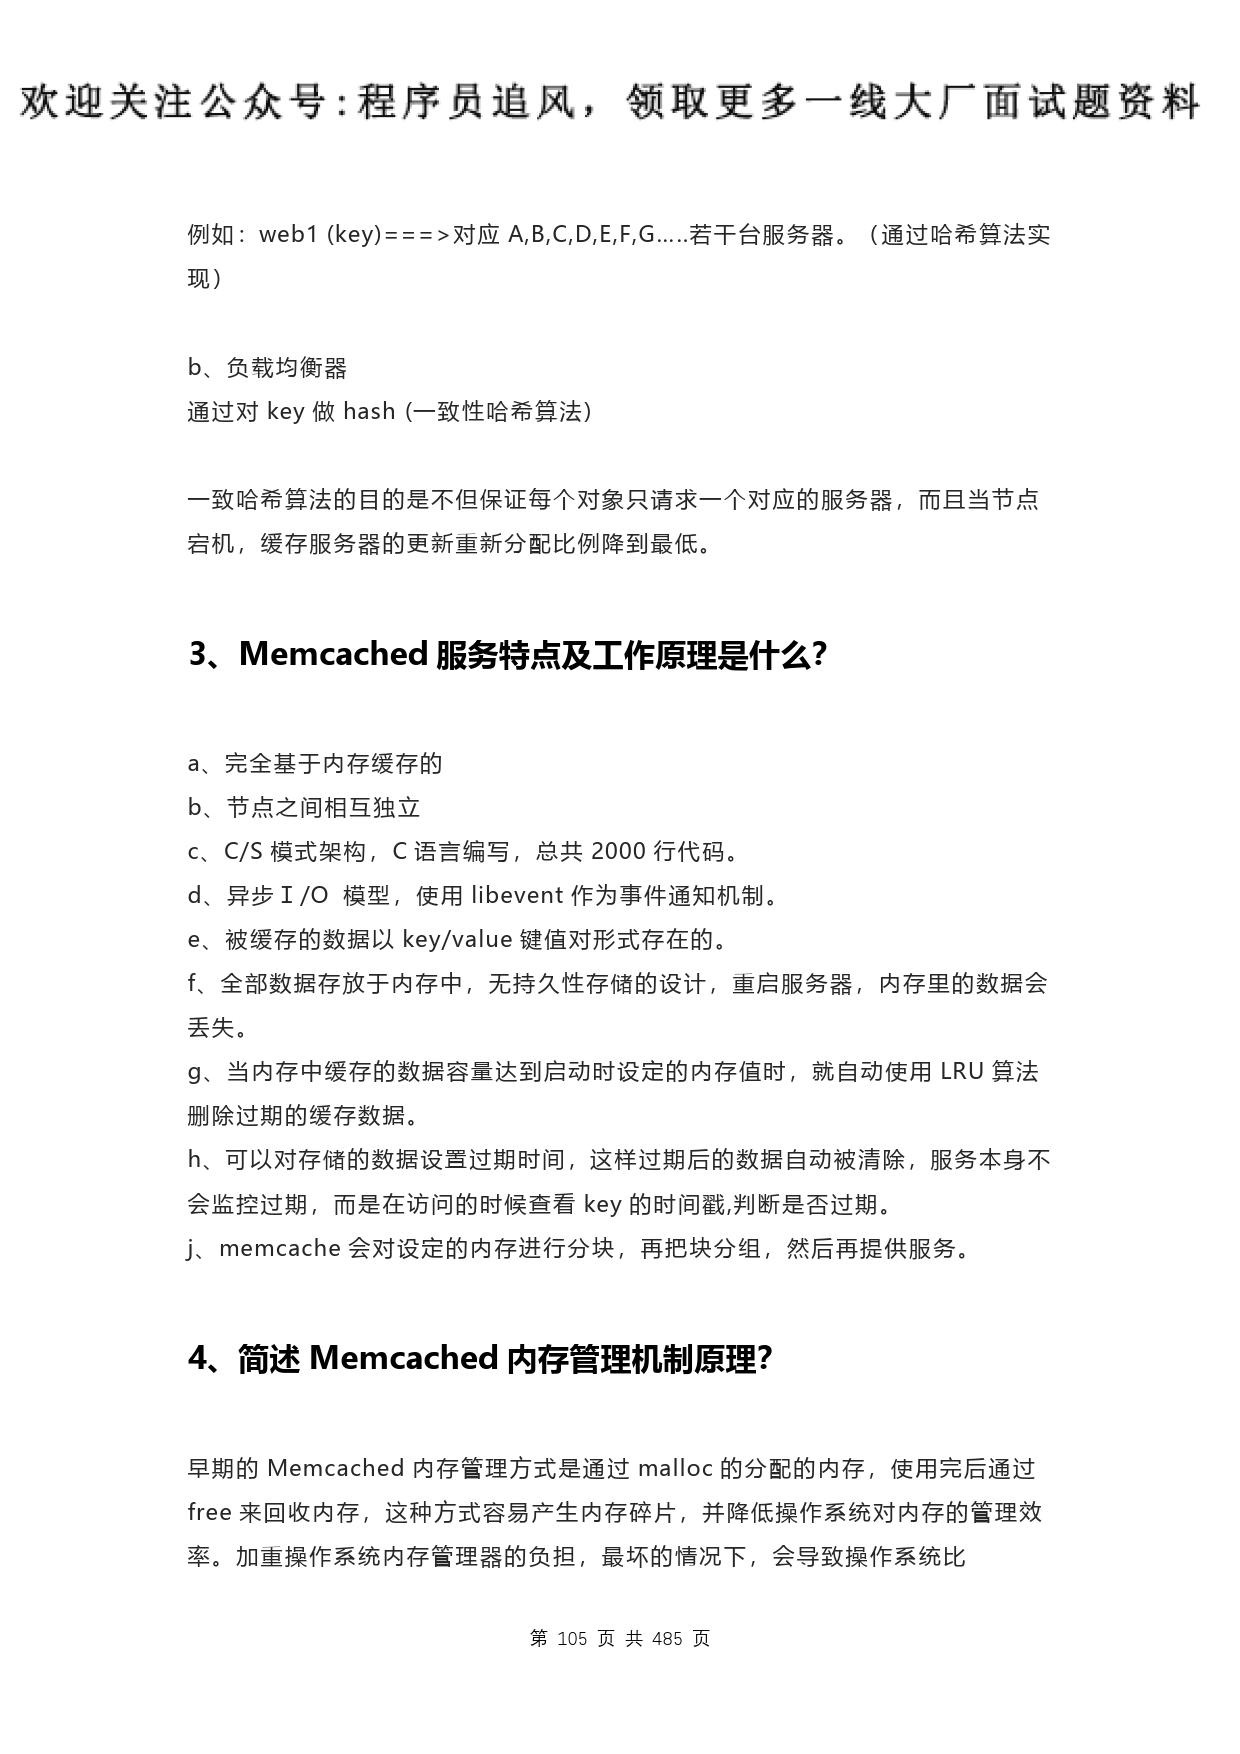 欢迎关注公众号:程序员追风，领取更多一线大厂面试题资料
例如：web1 (key)===>对应 A,B,C,D,E,F,G…..若干台服务器。（通过哈希算法实
现）
b、负载均衡器
通过对 key 做 hash (一致性哈希算法)
一致哈希算法的目的是不但保证每个对象只请求一个对应的服务器，而且当节点
宕机，缓存服务器的更新重新分配比例降到最低。
3、Memcached 服务特点及工作原理是什么？
a、完全基于内存缓存的
b、节点之间相互独立
c、C/S 模式架构，C 语言编写，总共 2000 行代码。
d、异步Ｉ/O 模型，使用 libevent 作为事件通知机制。
e、被缓存的数据以 key/value 键值对形式存在的。
f、全部数据存放于内存中，无持久性存储的设计，重启服务器，内存里的数据会
丢失。
g、当内存中缓存的数据容量达到启动时设定的内存值时，就自动使用 LRU 算法
删除过期的缓存数据。
h、可以对存储的数据设置过期时间，这样过期后的数据自动被清除，服务本身不
会监控过期，而是在访问的时候查看 key 的时间戳,判断是否过期。
j、memcache 会对设定的内存进行分块，再把块分组，然后再提供服务。
4、简述 Memcached 内存管理机制原理？
早期的 Memcached 内存管理方式是通过 malloc 的分配的内存，使用完后通过
free 来回收内存，这种方式容易产生内存碎片，并降低操作系统对内存的管理效
率。加重操作系统内存管理器的负担，最坏的情况下，会导致操作系统比
第 105 页 共 485 页